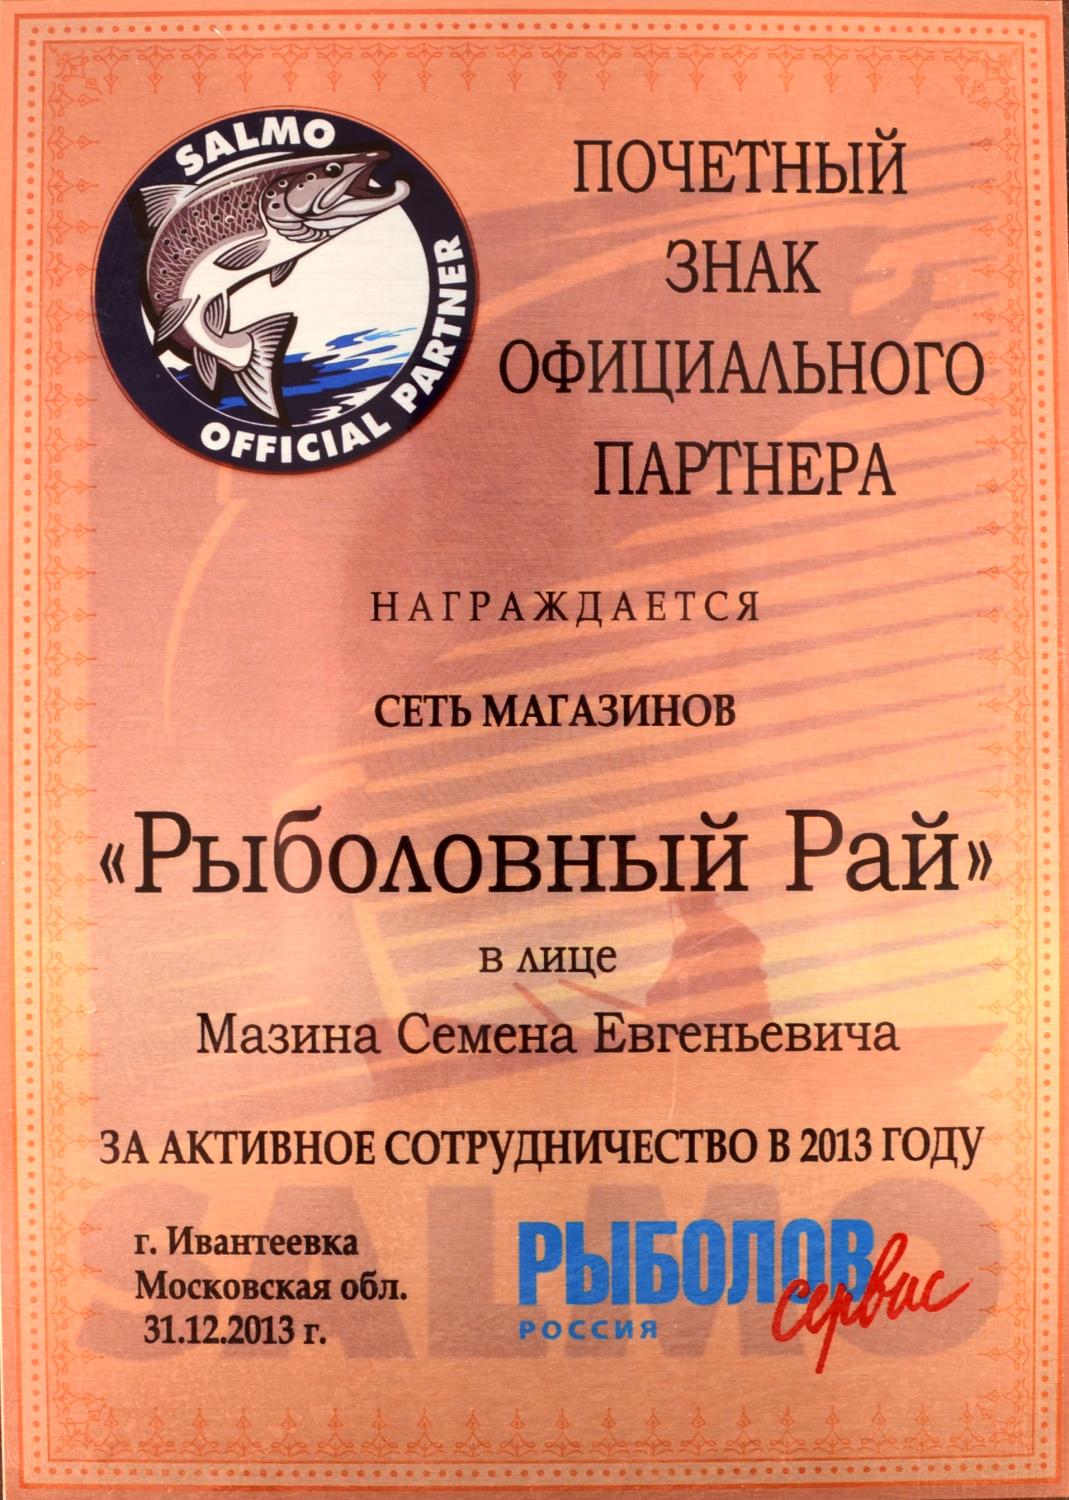 SALMO
OFFICIAL PARTNER
ПОЧЕТНЫЙ
ЗНАК
ОФИЦИАЛЬНОГО
ПАРТНЕРА
НАГРАЖДАЕТСЯ
СЕТЬ МАГАЗИНОВ
«Рыболовный Рай»
в лице
Мазина Семена Евгеньевича
ЗА АКТИВНОЕ СОТРУДНИЧЕСТВО В 2013 ГОДУ
SALMO
г. Ивантеевка
Московская обл.
31.12.2013 г.
РЫБОЛОВ
сервис
РОССИЯ